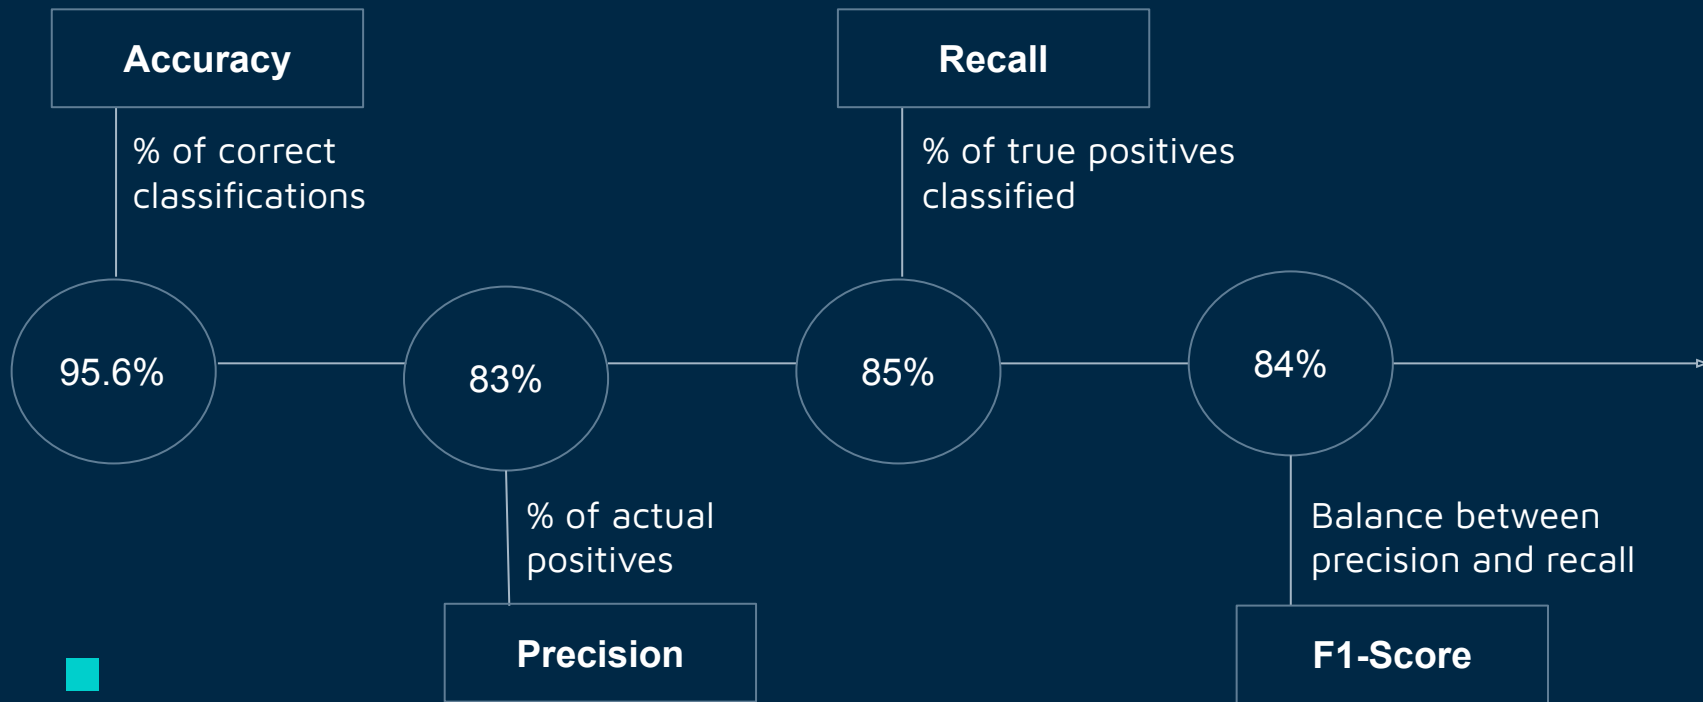 Accuracy
% of correct
classifications
95.6%
83%
% of actual
positives
Precision
Recall
% of true positives
classified
85%
84%
Balance between
precision and recall
F1-Score